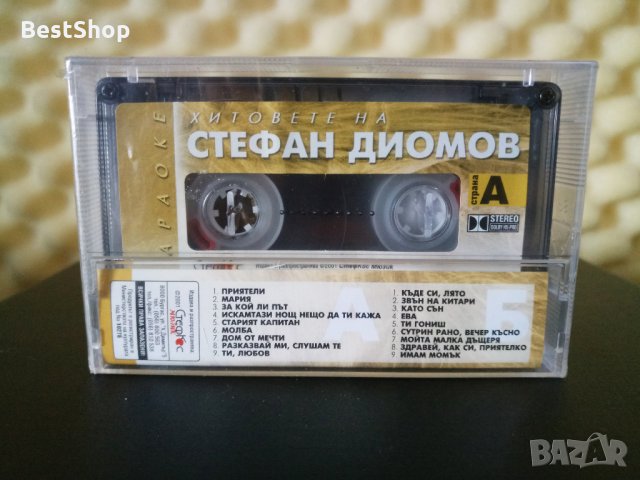 BestShop
КАРАОКЕ
ХИТОВЕТЕ НА
СТЕФАН ДИОМОВ
страна A
STEREO
1. ПРИЯТЕЛИ
2. МАРИЯ
3. ЗА КОЙ ЛИ ПЪТ
4. ИСКАМТАЗИ НОЩ НЕЩО ДА ТИ КАЖА
5. СТАРИЯТ КАПИТАН
6. МОЛБА
7. ДОМ ОТ МЕЧТИ
8. РАЗКАЗВАЙ МИ, СЛУШАМ ТЕ
9. ТИ, ЛЮБОВ
А
1. КЪДЕ СИ, ЛЯТО
2. ЗВЪН НА КИТАРИ
3. КАТО СЪН
4. ЕВА
5. ТИ ГОНИШ
6. СУТРИН РАНО, ВЕЧЕР КЪСНО
7. МОЙТА МАЛКА ДЪЩЕРЯ
8. ЗДРАВЕЙ, КАК СИ, ПРИЯТЕЛКО
9. ИМАМ МОМЪК
Б
BAZAR